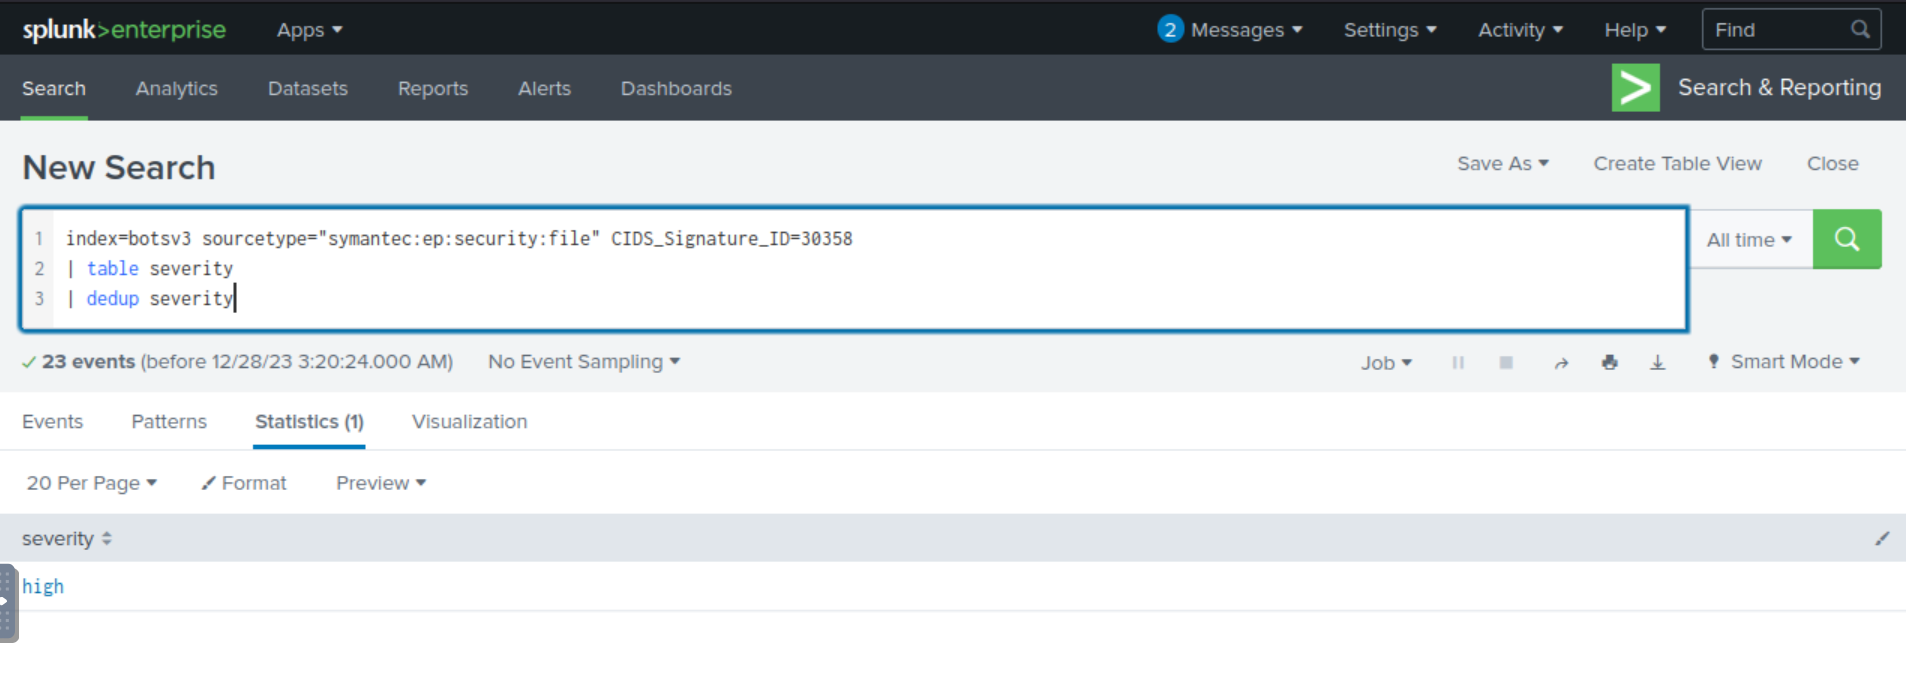 splunk>enterprise Apps 2 Messages Settings Activity Help Find
Search Analytics Datasets Reports Alerts Dashboards Search & Reporting
New Search Save As Create Table View Close
1 index=botsv3 sourcetype="symantec:ep:security:file" CIDS_Signature_ID=30358
All time
2 | table severity
3 | dedup severity
23 events (before 12/28/23 3:20:24.000 AM) No Event Sampling Job Smart Mode
Events Patterns Statistics (1) Visualization
20 Per Page Format Preview
severity
high